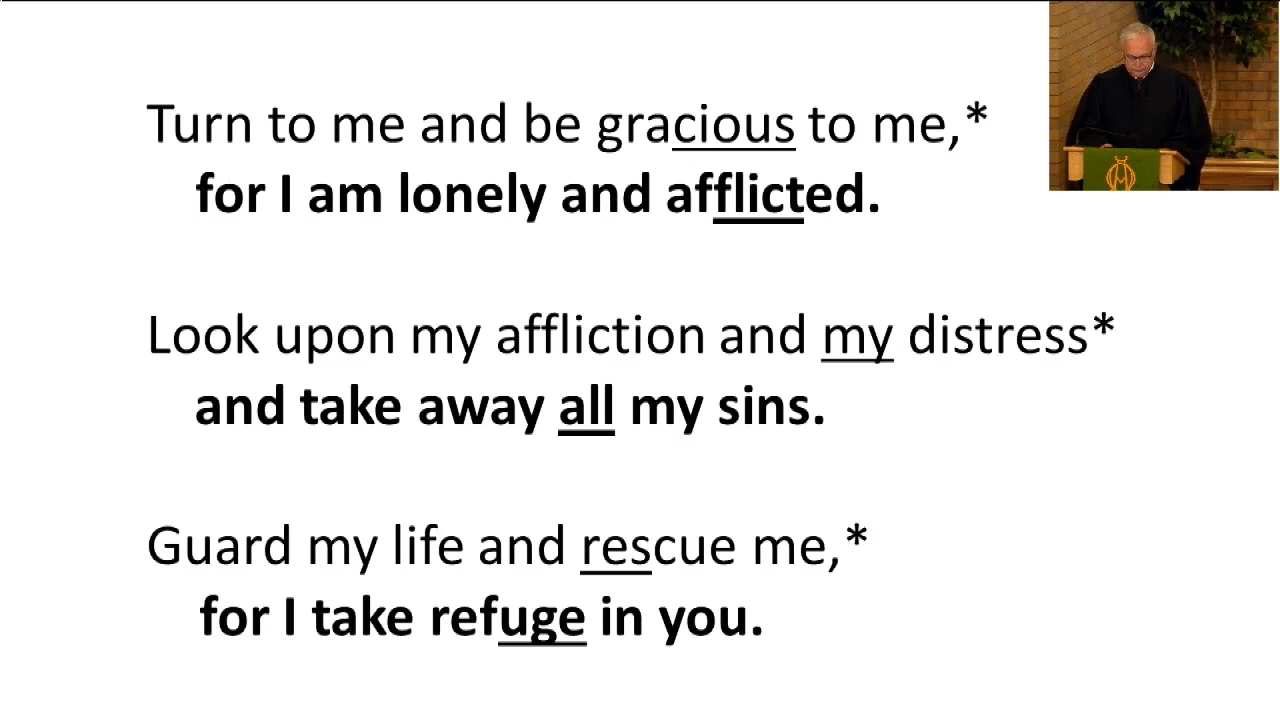 Turn to me and be gracious to me,*
for I am lonely and afflicted.
Look upon my affliction and my distress*
and take away all my sins.
Guard my life and rescue me,*
for I take refuge in you.